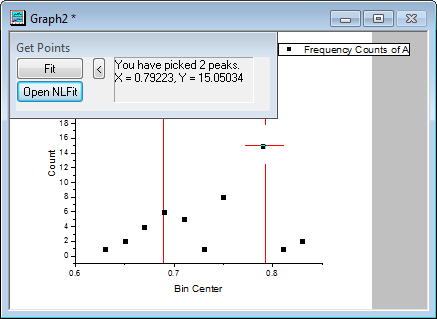 Graph2 *
Get Points
Fit
<
You have picked 2 peaks.
X = 0.79223, Y = 15.05034
Open NLFit
Frequency Counts of A
18
16
14
12
10
8
6
4
2
0
Count
0.6
0.7
0.8
Bin Center